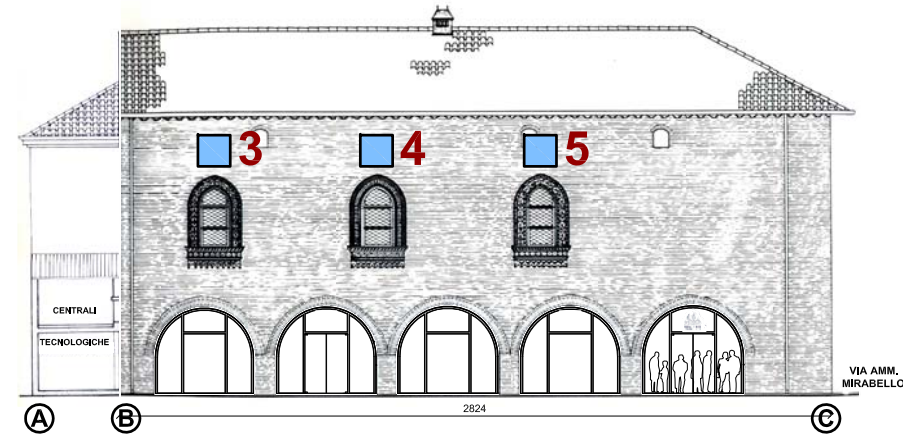 3 4 5
CENTRALI
TECNOLOGICHE
VIA AMM.
MIRABELLO
A B 2824 C